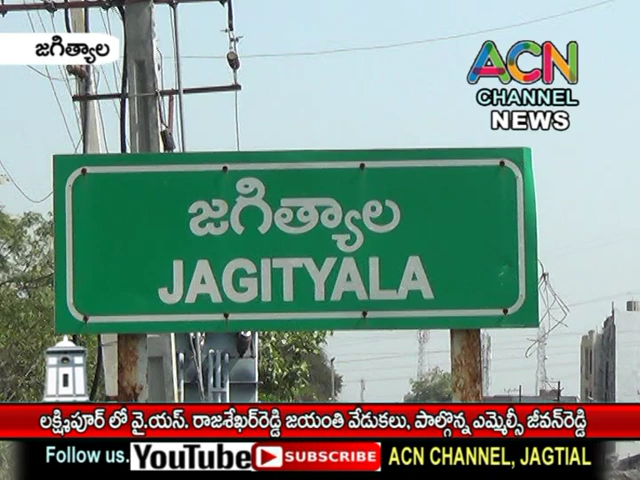 జగిత్యాల
ACN
CHANNEL
NEWS
జగిత్యాల
JAGITYALA
లక్ష్మిపూర్ లో వై.యస్. రాజశేఖర్‌రెడ్డి జయంతి వేడుకలు, పాల్గొన్న ఎమ్మెల్సీ జీవన్‌రెడ్డి
Follow us. YouTube SUBSCRIBE ACN CHANNEL, JAGTIAL